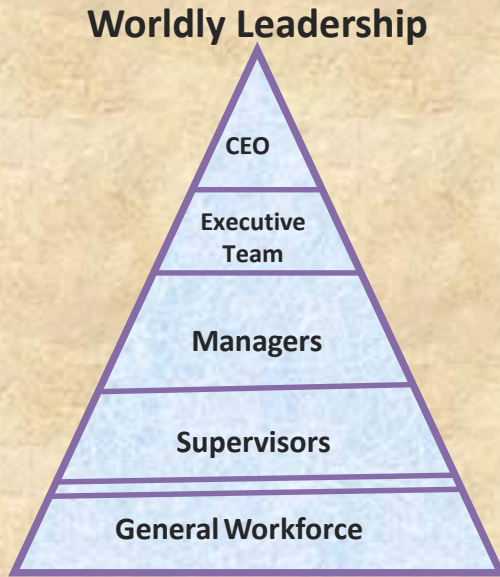 Worldly Leadership
CEO
Executive
Team
Managers
Supervisors
General Workforce